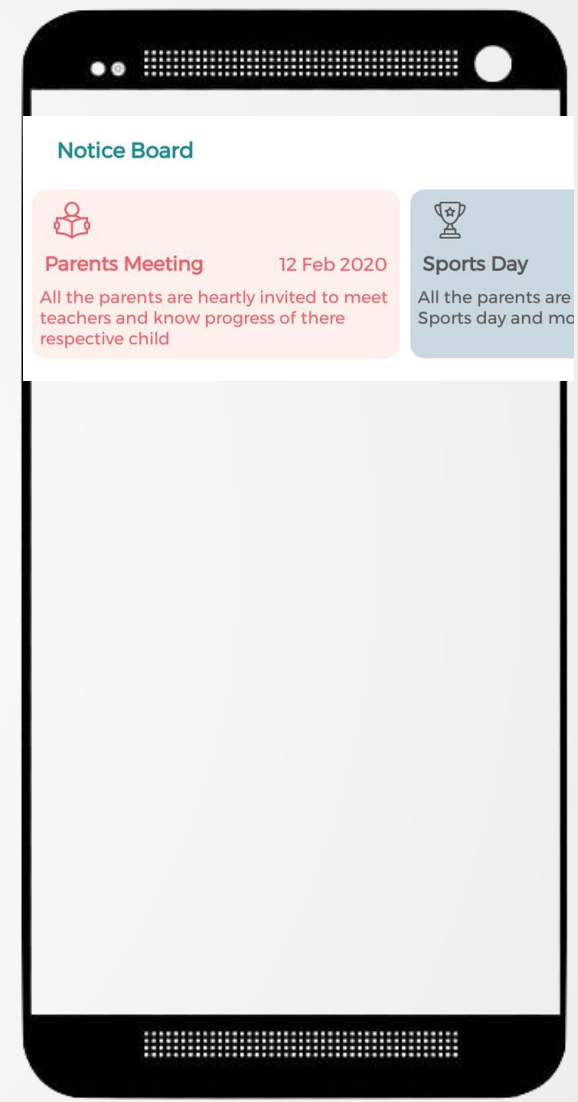 Notice Board
Parents Meeting 12 Feb 2020
All the parents are heartly invited to meet
teachers and know progress of there
respective child
Sports Day
All the parents are
Sports day and